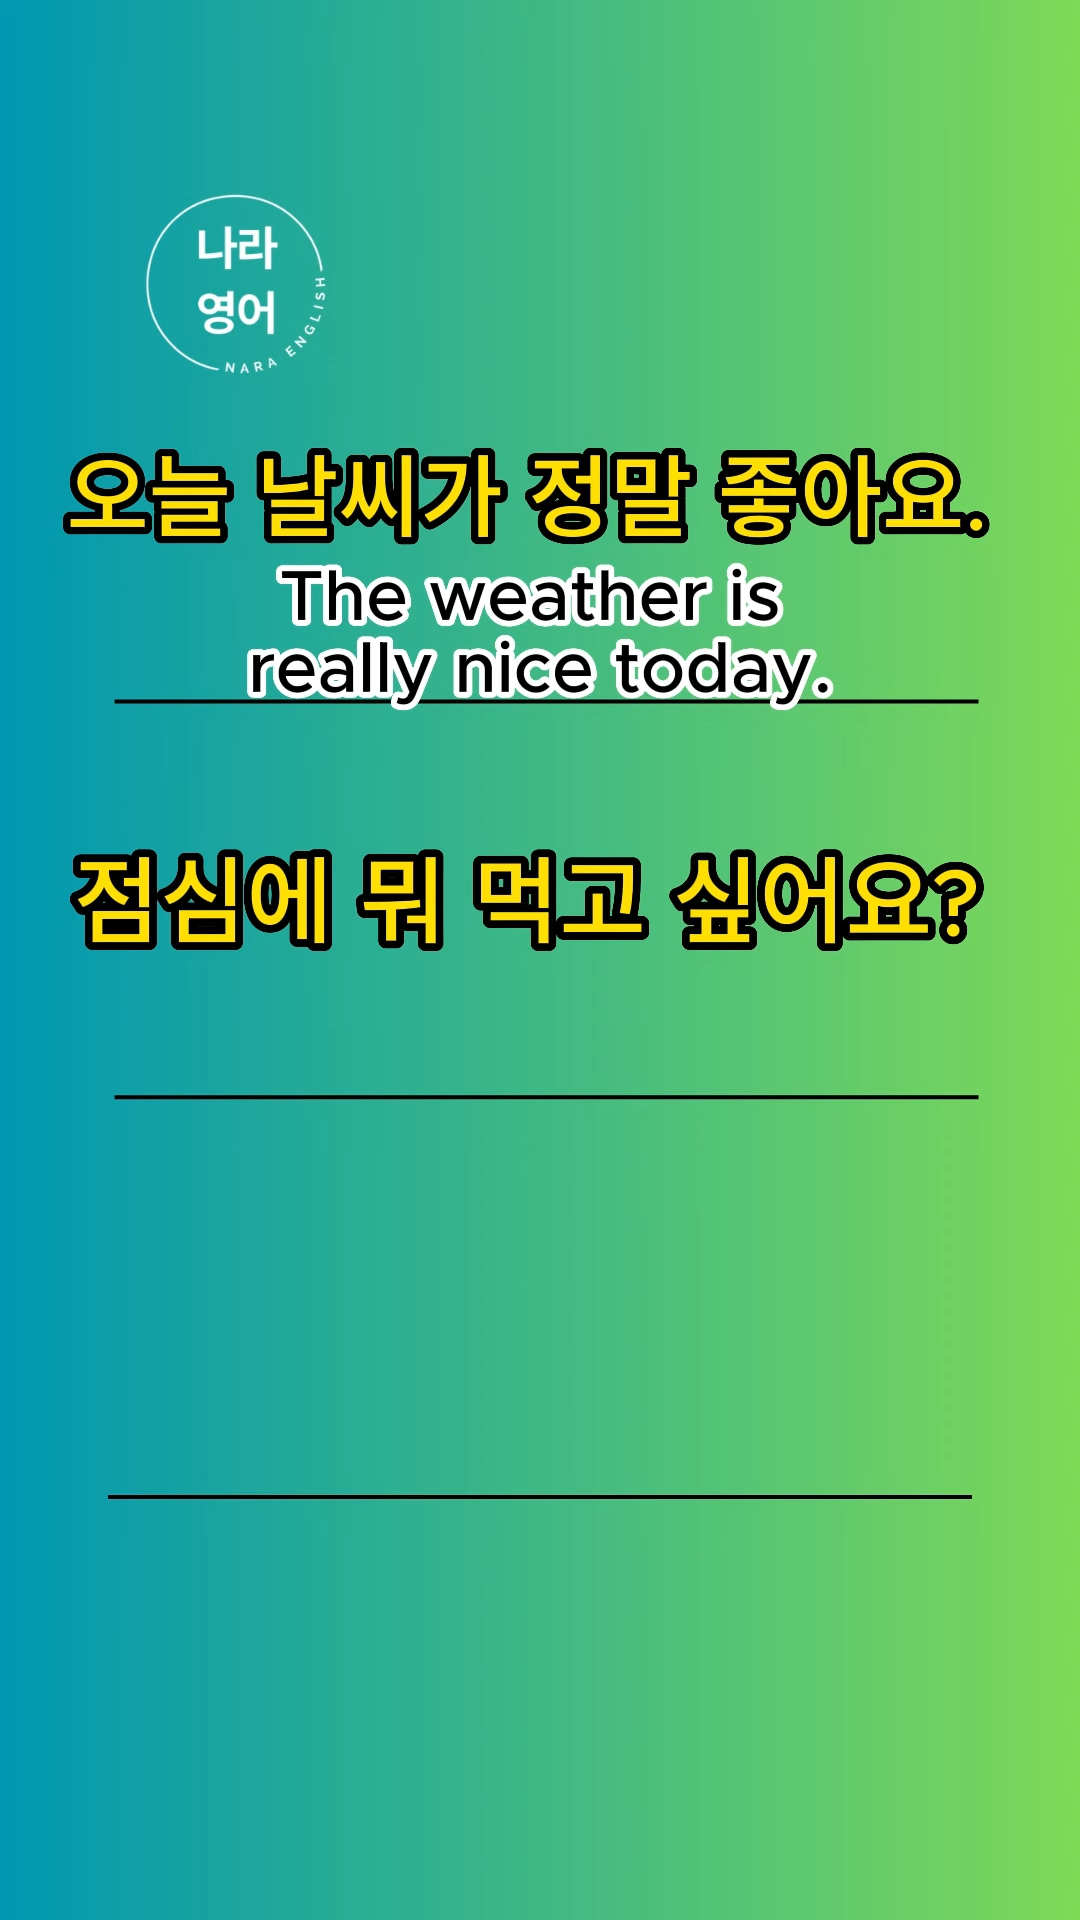 나라
영어
NARA ENGLISH
오늘 날씨가 정말 좋아요.
The weather is
really nice today.
점심에 뭐 먹고 싶어요?